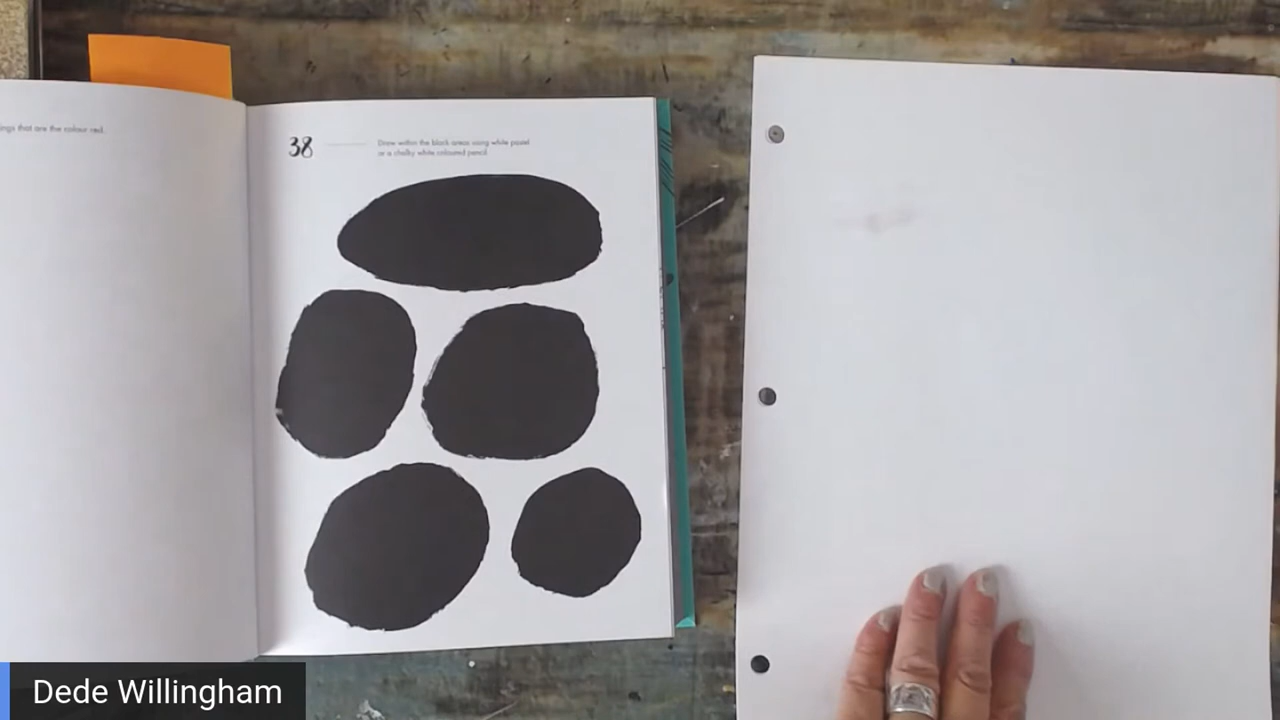 ings that are the colour red.
38
Draw within the black areas using white pastel
or a chalky white coloured pencil.
Dede Willingham